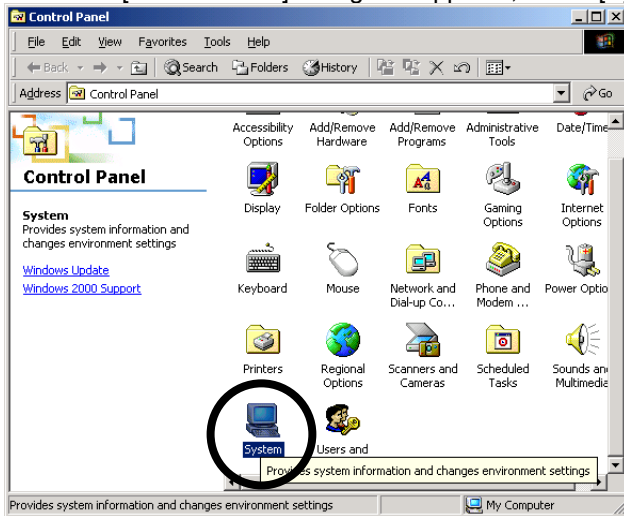 Control Panel
File Edit View Favorites Tools Help
Back Search Folders History
Address Control Panel Go
Control Panel
System
Provides system information and
changes environment settings
Windows Update
Windows 2000 Support
Accessibility Options
Add/Remove Hardware
Add/Remove Programs
Administrative Tools
Date/Time
Display
Folder Options
Fonts
Gaming Options
Internet Options
Keyboard
Mouse
Network and Dial-up Co...
Phone and Modem ...
Power Optio
Printers
Regional Options
Scanners and Cameras
Scheduled Tasks
Sounds an
Multimedia
System
Users and
Provides system information and changes environment settings
Provides system information and changes environment settings My Computer